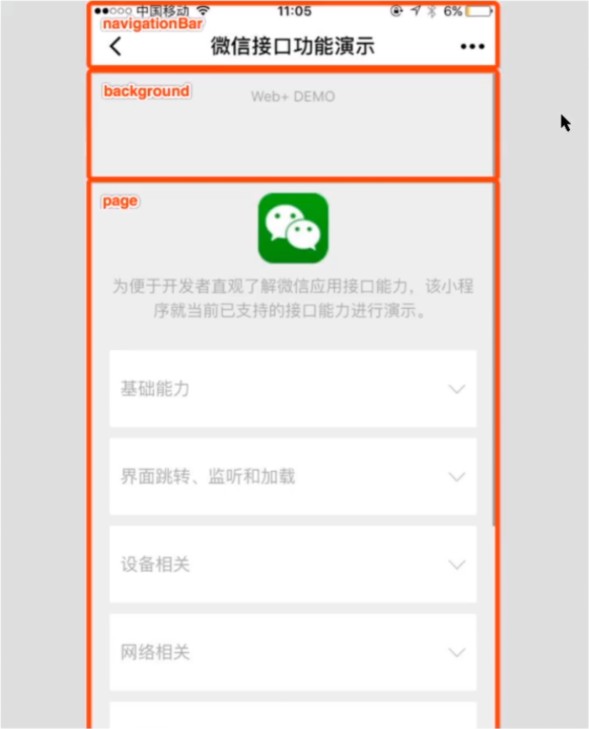 中国移动 11:05 6%
navigationBar
微信接口功能演示
background
Web+ DEMO
page
为便于开发者直观了解微信应用接口能力，该小程
序就当前已支持的接口能力进行演示。
基础能力
界面跳转、监听和加载
设备相关
网络相关